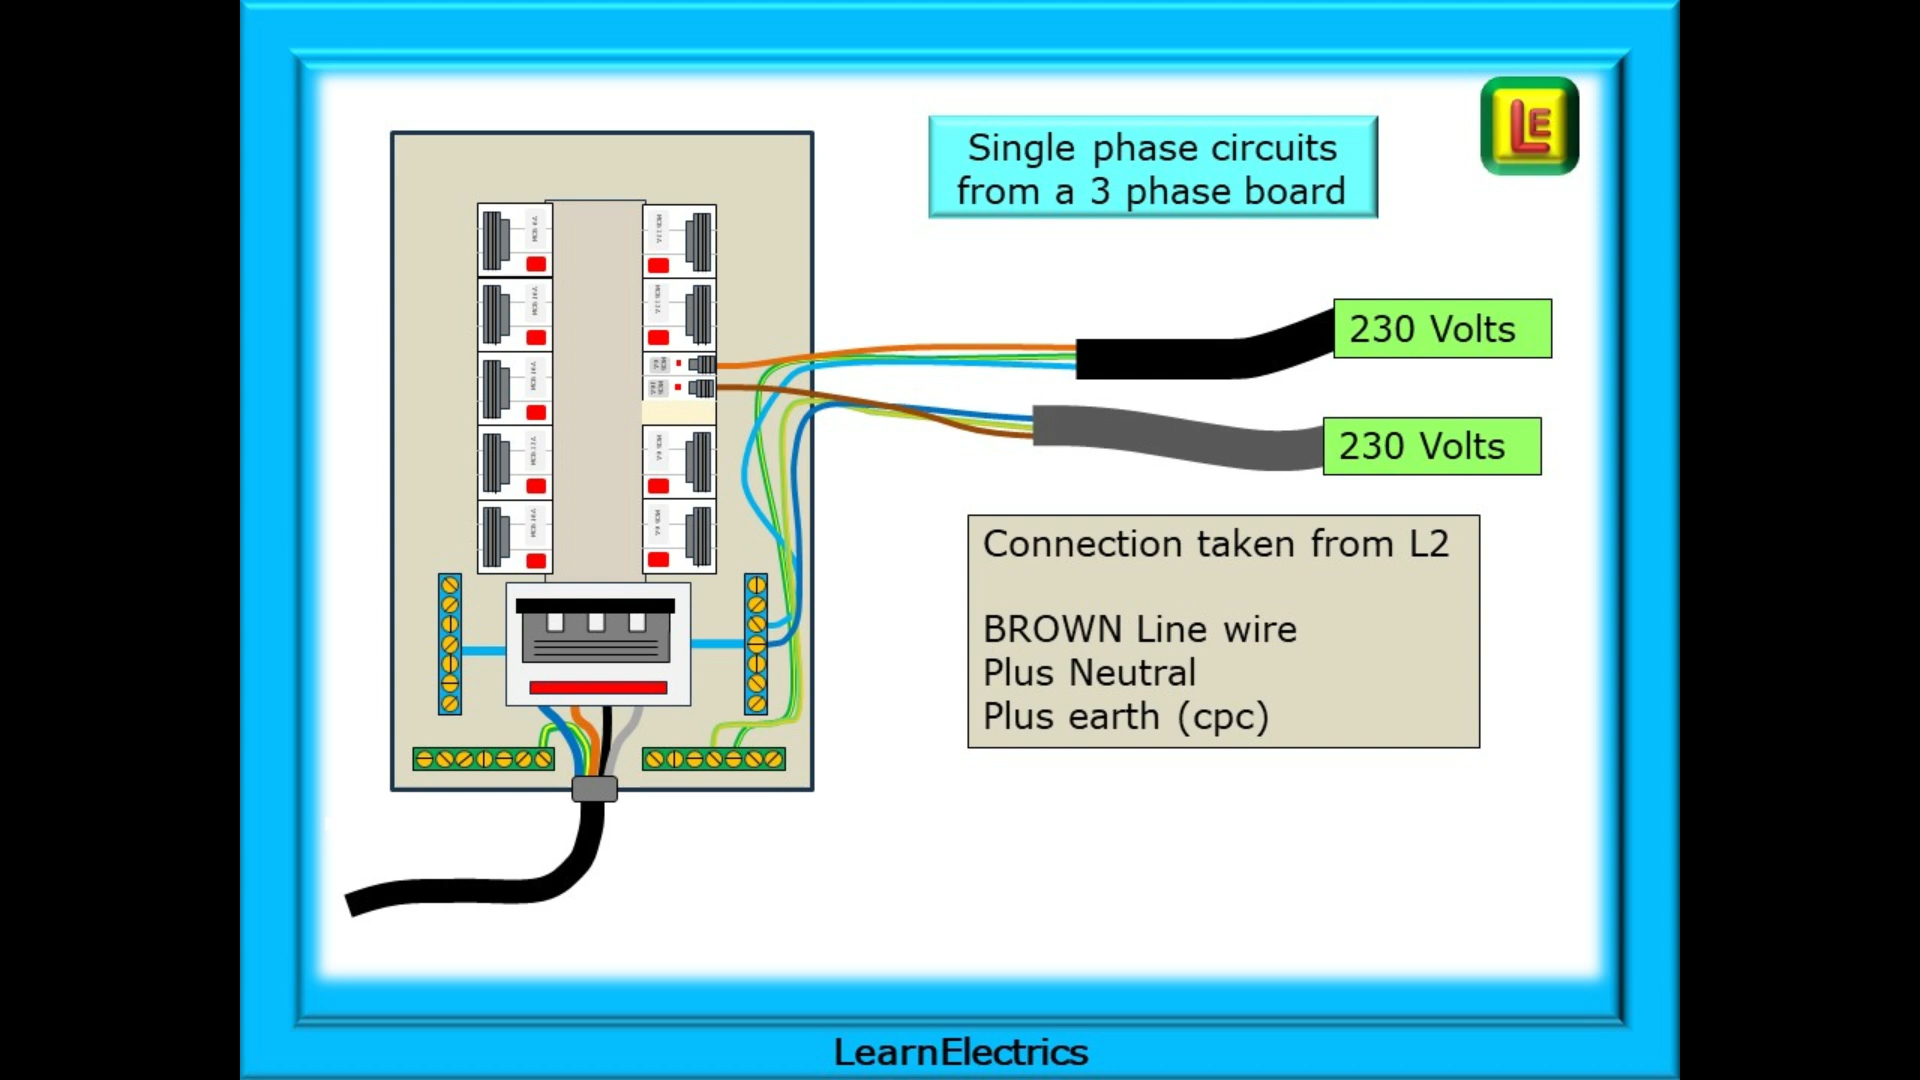 Single phase circuits
from a 3 phase board
LE
230 Volts
230 Volts
Connection taken from L2
BROWN Line wire
Plus Neutral
Plus earth (cpc)
LearnElectrics